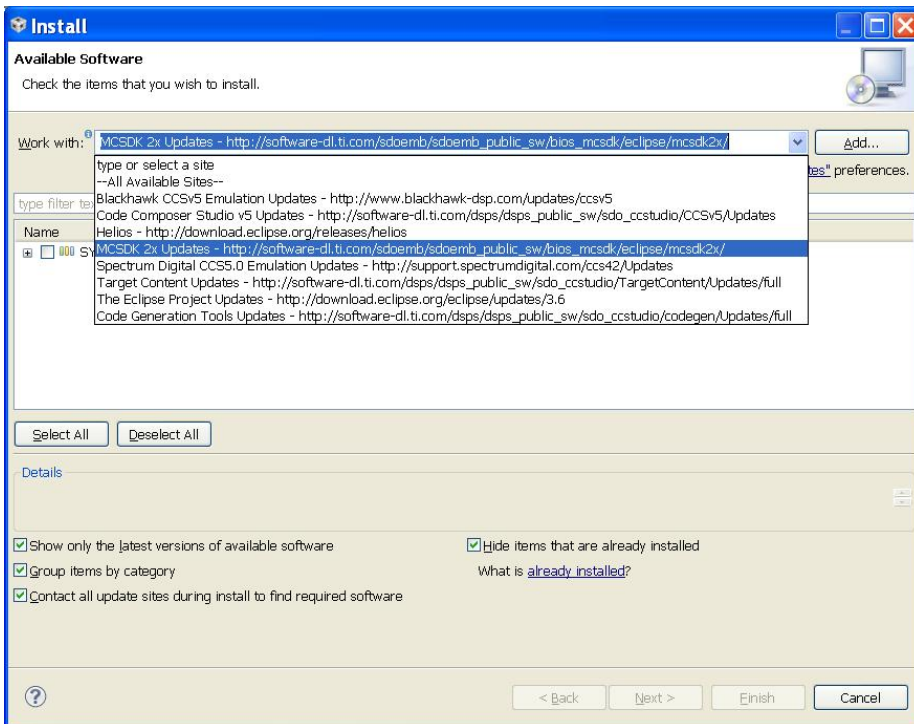 Install
Available Software
Check the items that you wish to install.
Work with: MCSDK 2x Updates - http://software-dl.ti.com/sdoemb/sdoemb_public_sw/bios_mcsdk/eclipse/mcsdk2x/ Add...
type or select a site
tes" preferences.
--All Available Sites--
Blackhawk CCSv5 Emulation Updates - http://www.blackhawk-dsp.com/updates/ccsv5
type filter te
Code Composer Studio v5 Updates - http://software-dl.ti.com/dsps/dsps_public_sw/sdo_ccstudio/CCSv5/Updates
Helios - http://download.eclipse.org/releases/helios
Name
MCSDK 2x Updates - http://software-dl.ti.com/sdoemb/sdoemb_public_sw/bios_mcsdk/eclipse/mcsdk2x/
SY
Spectrum Digital CCS5.0 Emulation Updates - http://support.spectrumdigital.com/ccs42/Updates
Target Content Updates - http://software-dl.ti.com/dsps/dsps_public_sw/sdo_ccstudio/TargetContent/Updates/full
The Eclipse Project Updates - http://download.eclipse.org/eclipse/updates/3.6
Code Generation Tools Updates - http://software-dl.ti.com/dsps/dsps_public_sw/sdo_ccstudio/codegen/Updates/full
Select All Deselect All
Details
Show only the latest versions of available software
Hide items that are already installed
Group items by category
What is already installed?
Contact all update sites during install to find required software
? < Back Next > Finish Cancel